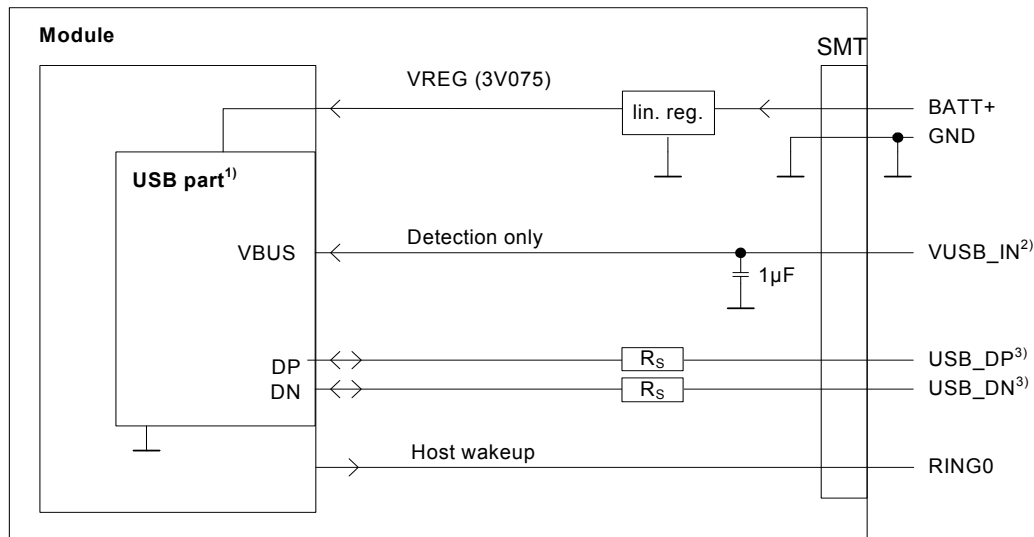 Module
SMT
VREG (3V075)
lin. reg.
BATT+
GND
USB part1)
VBUS
Detection only
VUSB_IN2)
1µF
DP
RS
USB_DP3)
DN
RS
USB_DN3)
Host wakeup
RING0